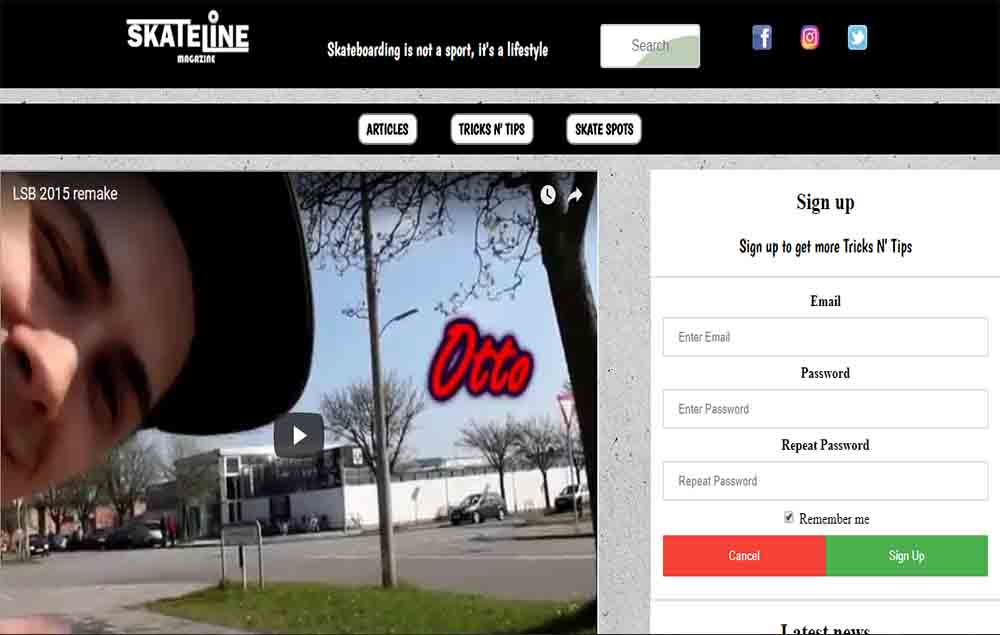 SKATELINE
MAGAZINE
Skateboarding is not a sport, it's a lifestyle
Search
ARTICLES
TRICKS N' TIPS
SKATE SPOTS
LSB 2015 remake
Otto
Sign up
Sign up to get more Tricks N' Tips
Email
Enter Email
Password
Enter Password
Repeat Password
Repeat Password
Remember me
Cancel
Sign Up
Latest news